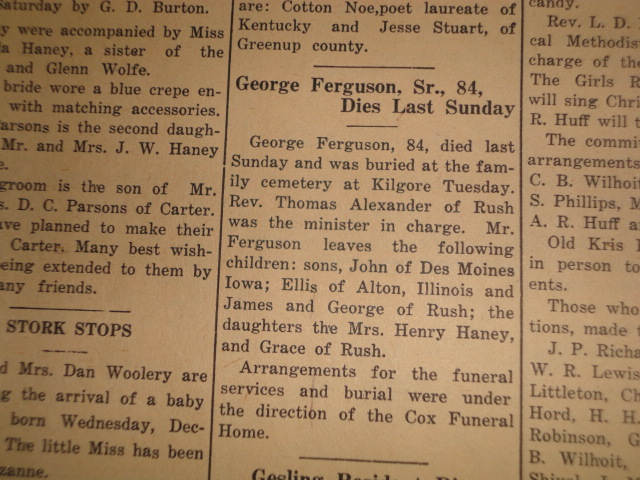 Saturday by G. D. Burton.
y were accompanied by Miss
Haney, a sister of the
and Glenn Wolfe.
bride wore a blue crepe en-
with matching accessories.
arsons is the second daugh-
Mr. and Mrs. J. W. Haney
e.
groom is the son of Mr.
s. D. C. Parsons of Carter.
ave planned to make their
Carter. Many best wish-
being extended to them by
any friends.
STORK STOPS
d Mrs. Dan Woolery are
g the arrival of a baby
born Wednesday, Dec-
The little Miss has been
zanne.
are: Cotton Noe,poet laureate of
Kentucky and Jesse Stuart, of
Greenup county.
George Ferguson, Sr., 84,
Dies Last Sunday
George Ferguson, 84, died last
Sunday and was buried at the fam-
ily cemetery at Kilgore Tuesday.
Rev. Thomas Alexander of Rush
was the minister in charge. Mr.
Ferguson leaves the following
children: sons, John of Des Moines
Iowa; Ellis of Alton, Illinois and
James and George of Rush; the
daughters the Mrs. Henry Haney,
and Grace of Rush.
Arrangements for the funeral
services and burial were under
the direction of the Cox Funeral
Home.
candy.
Rev. L. D.
cal Methodis
charge of the
The Girls R
will sing Chri
R. Huff will t
The commi
arrangements
C. B. Wilhoit
S. Phillips, M
A. R. Huff a
Old Kris
in person to
ents.
Those who
tions, made
J. P. Richa
W. R. Lewis
Littleton, Ch
Hord, H. H.
Robinson, G
B. Wilhoit,